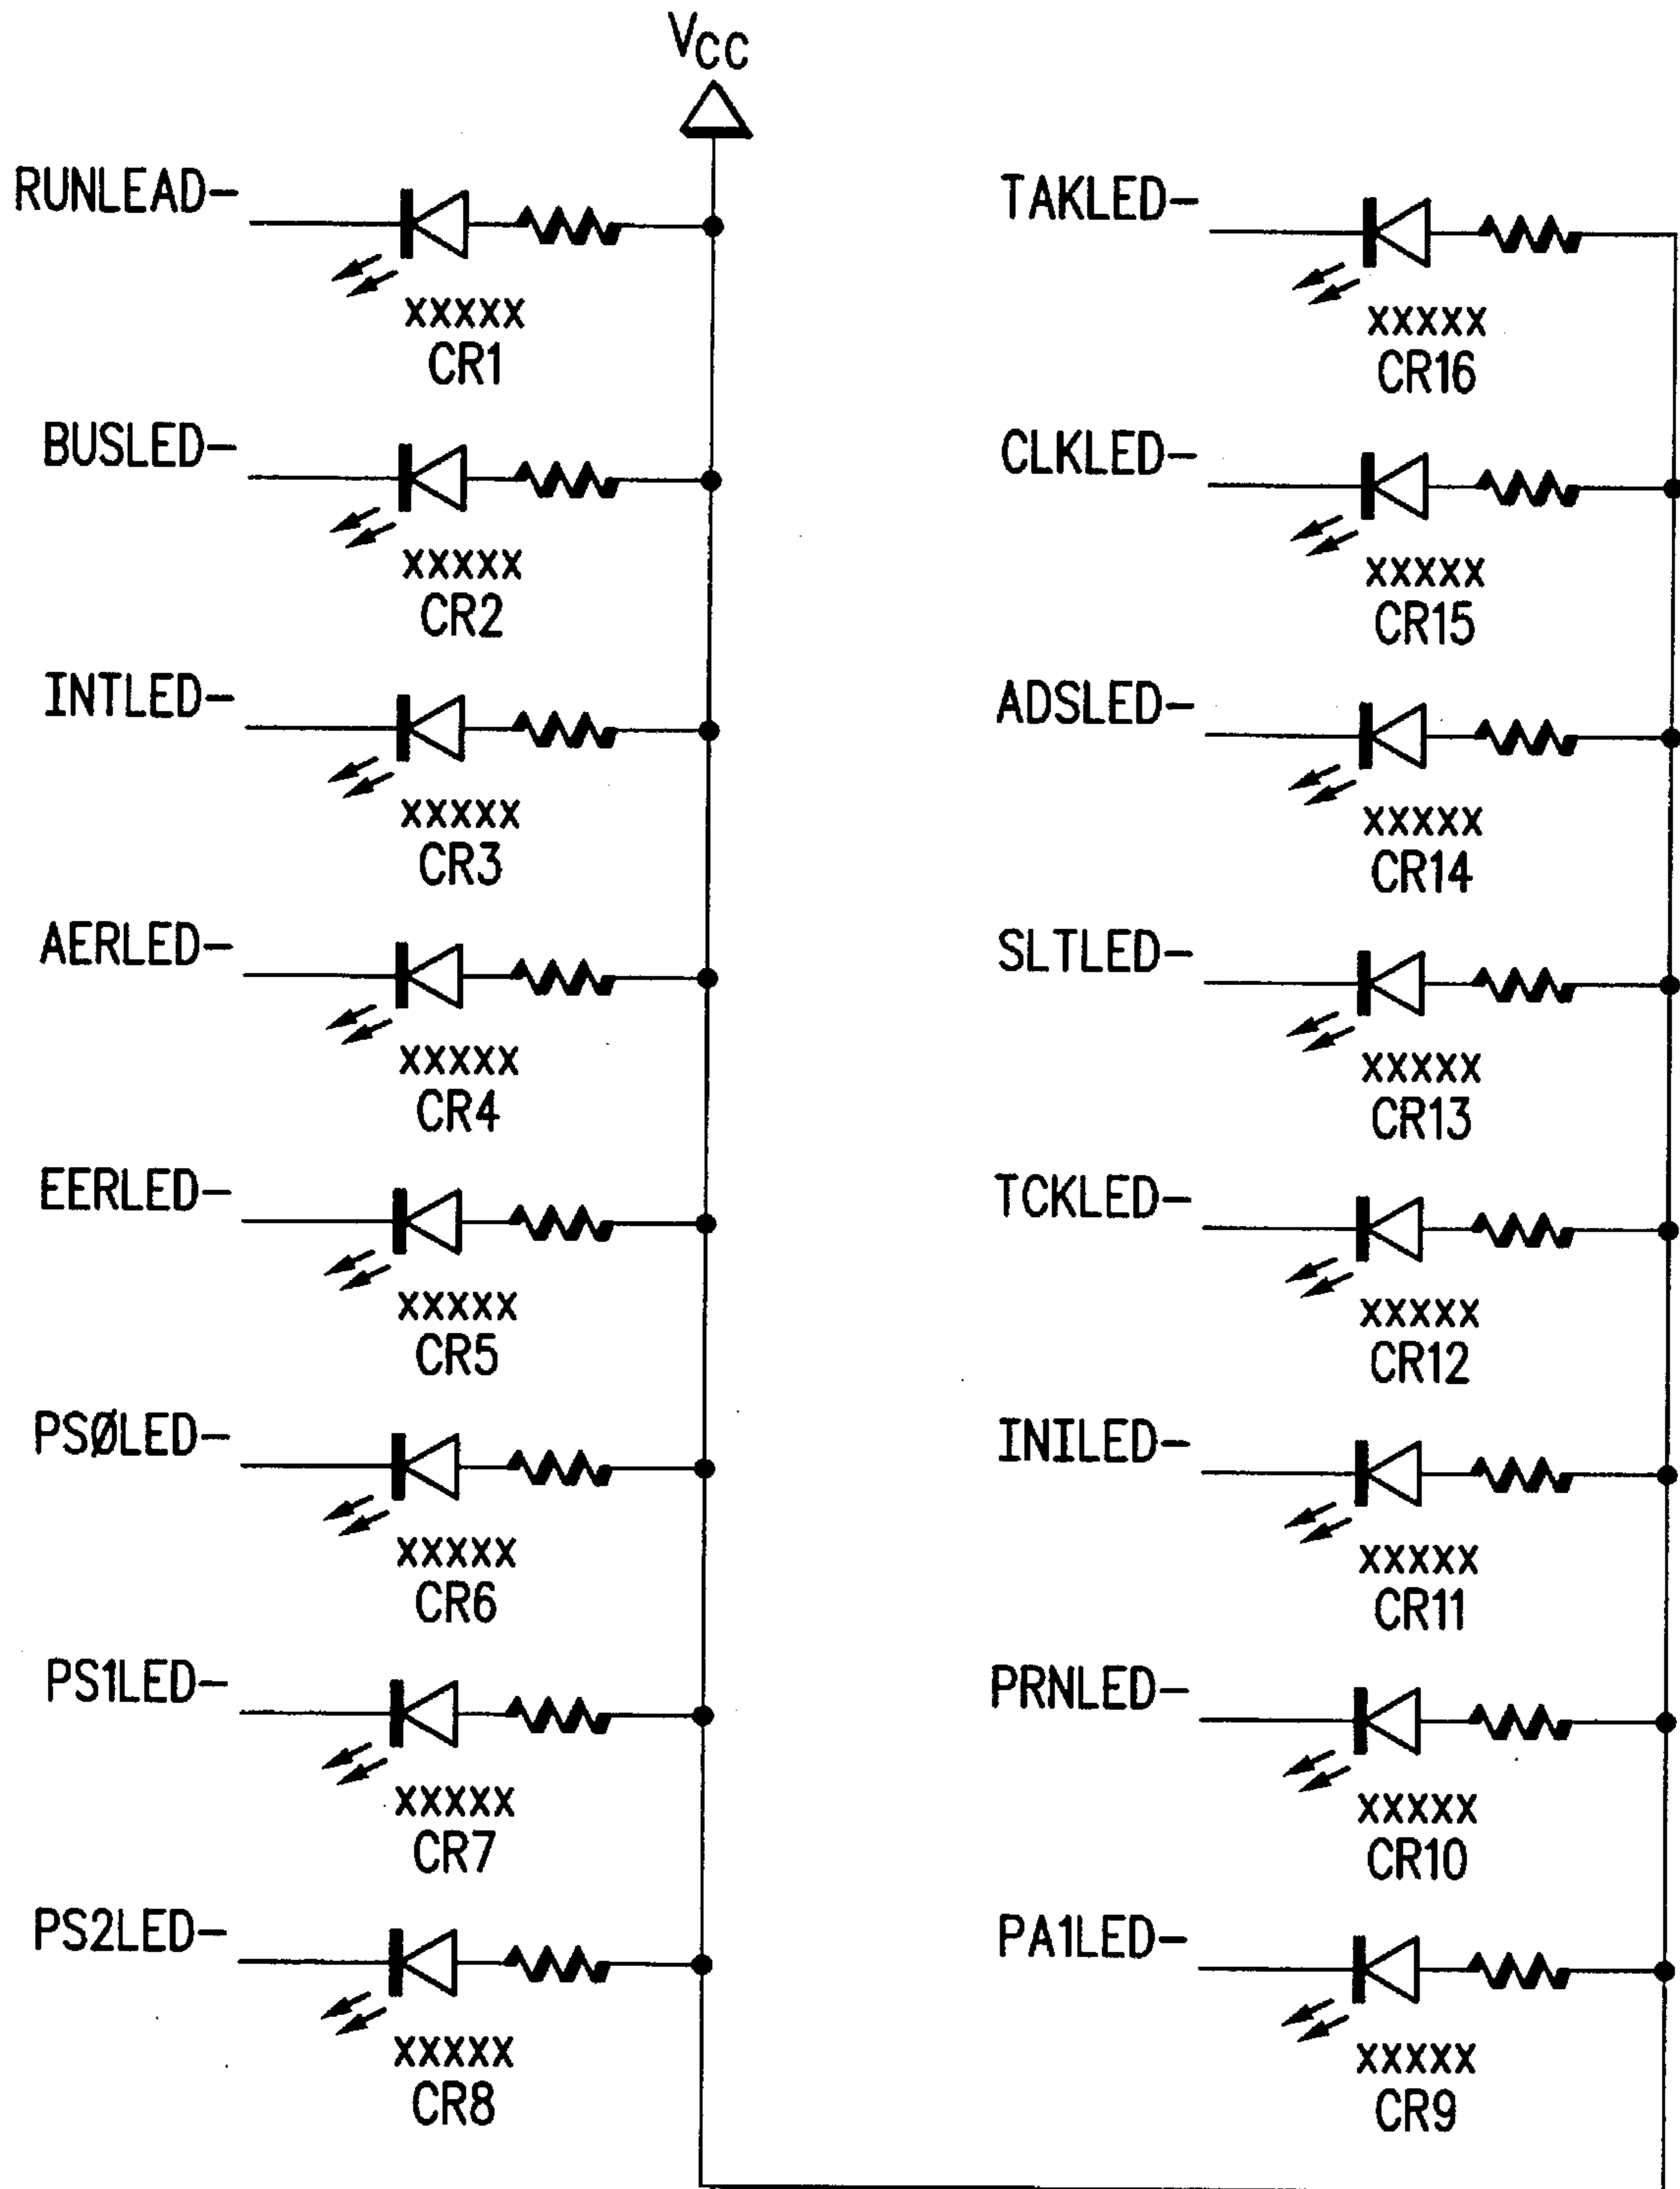 VCC
RUNLEAD-
XXXXX
CR1
BUSLED-
XXXXX
CR2
INTLED-
XXXXX
CR3
AERLED-
XXXXX
CR4
EERLED-
XXXXX
CR5
PSØLED-
XXXXX
CR6
PS1LED-
XXXXX
CR7
PS2LED-
XXXXX
CR8
TAKLED-
XXXXX
CR16
CLKLED-
XXXXX
CR15
ADSLED-
XXXXX
CR14
SLTLED-
XXXXX
CR13
TCKLED-
XXXXX
CR12
INILED-
XXXXX
CR11
PRNLED-
XXXXX
CR10
PA1LED-
XXXXX
CR9